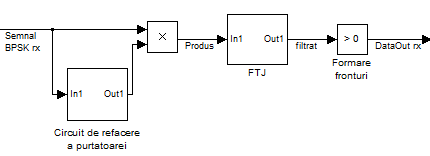 Semnal
BPSK rx
In1
Out1
Circuit de refacere
a purtatoarei
×
Produs
In1
Out1
FTJ
filtrat
> 0
Formare
fronturi
DataOut rx